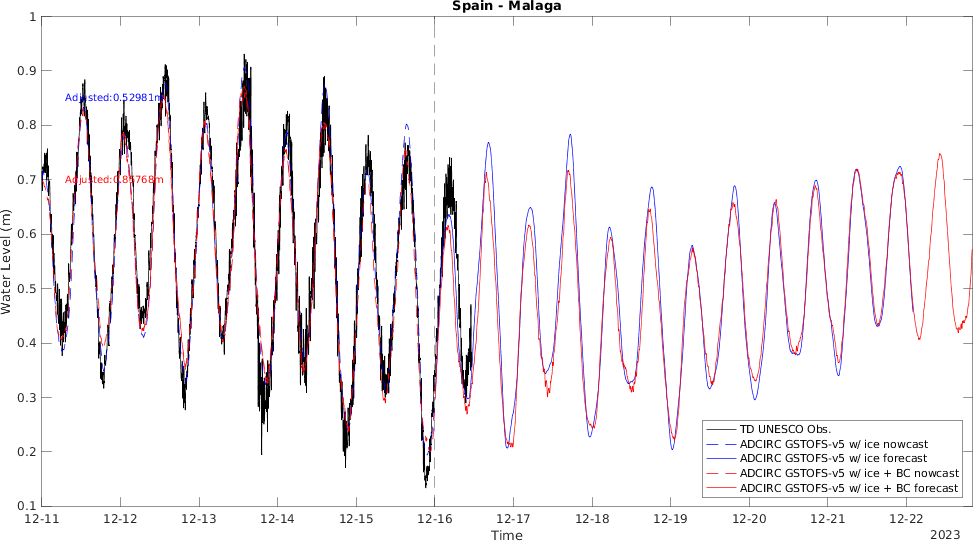 Spain - Malaga
1
0.9
0.8
0.7
0.6
0.5
0.4
0.3
0.2
0.1
Water Level (m)
Adjusted:0.52981m
Adjusted:0.85768m
TD UNESCO Obs.
ADCIRC GSTOFS-v5 w/ ice nowcast
ADCIRC GSTOFS-v5 w/ ice forecast
ADCIRC GSTOFS-v5 w/ ice + BC nowcast
ADCIRC GSTOFS-v5 w/ ice + BC forecast
12-11 12-12 12-13 12-14 12-15 12-16 12-17 12-18 12-19 12-20 12-21 12-22
Time
2023